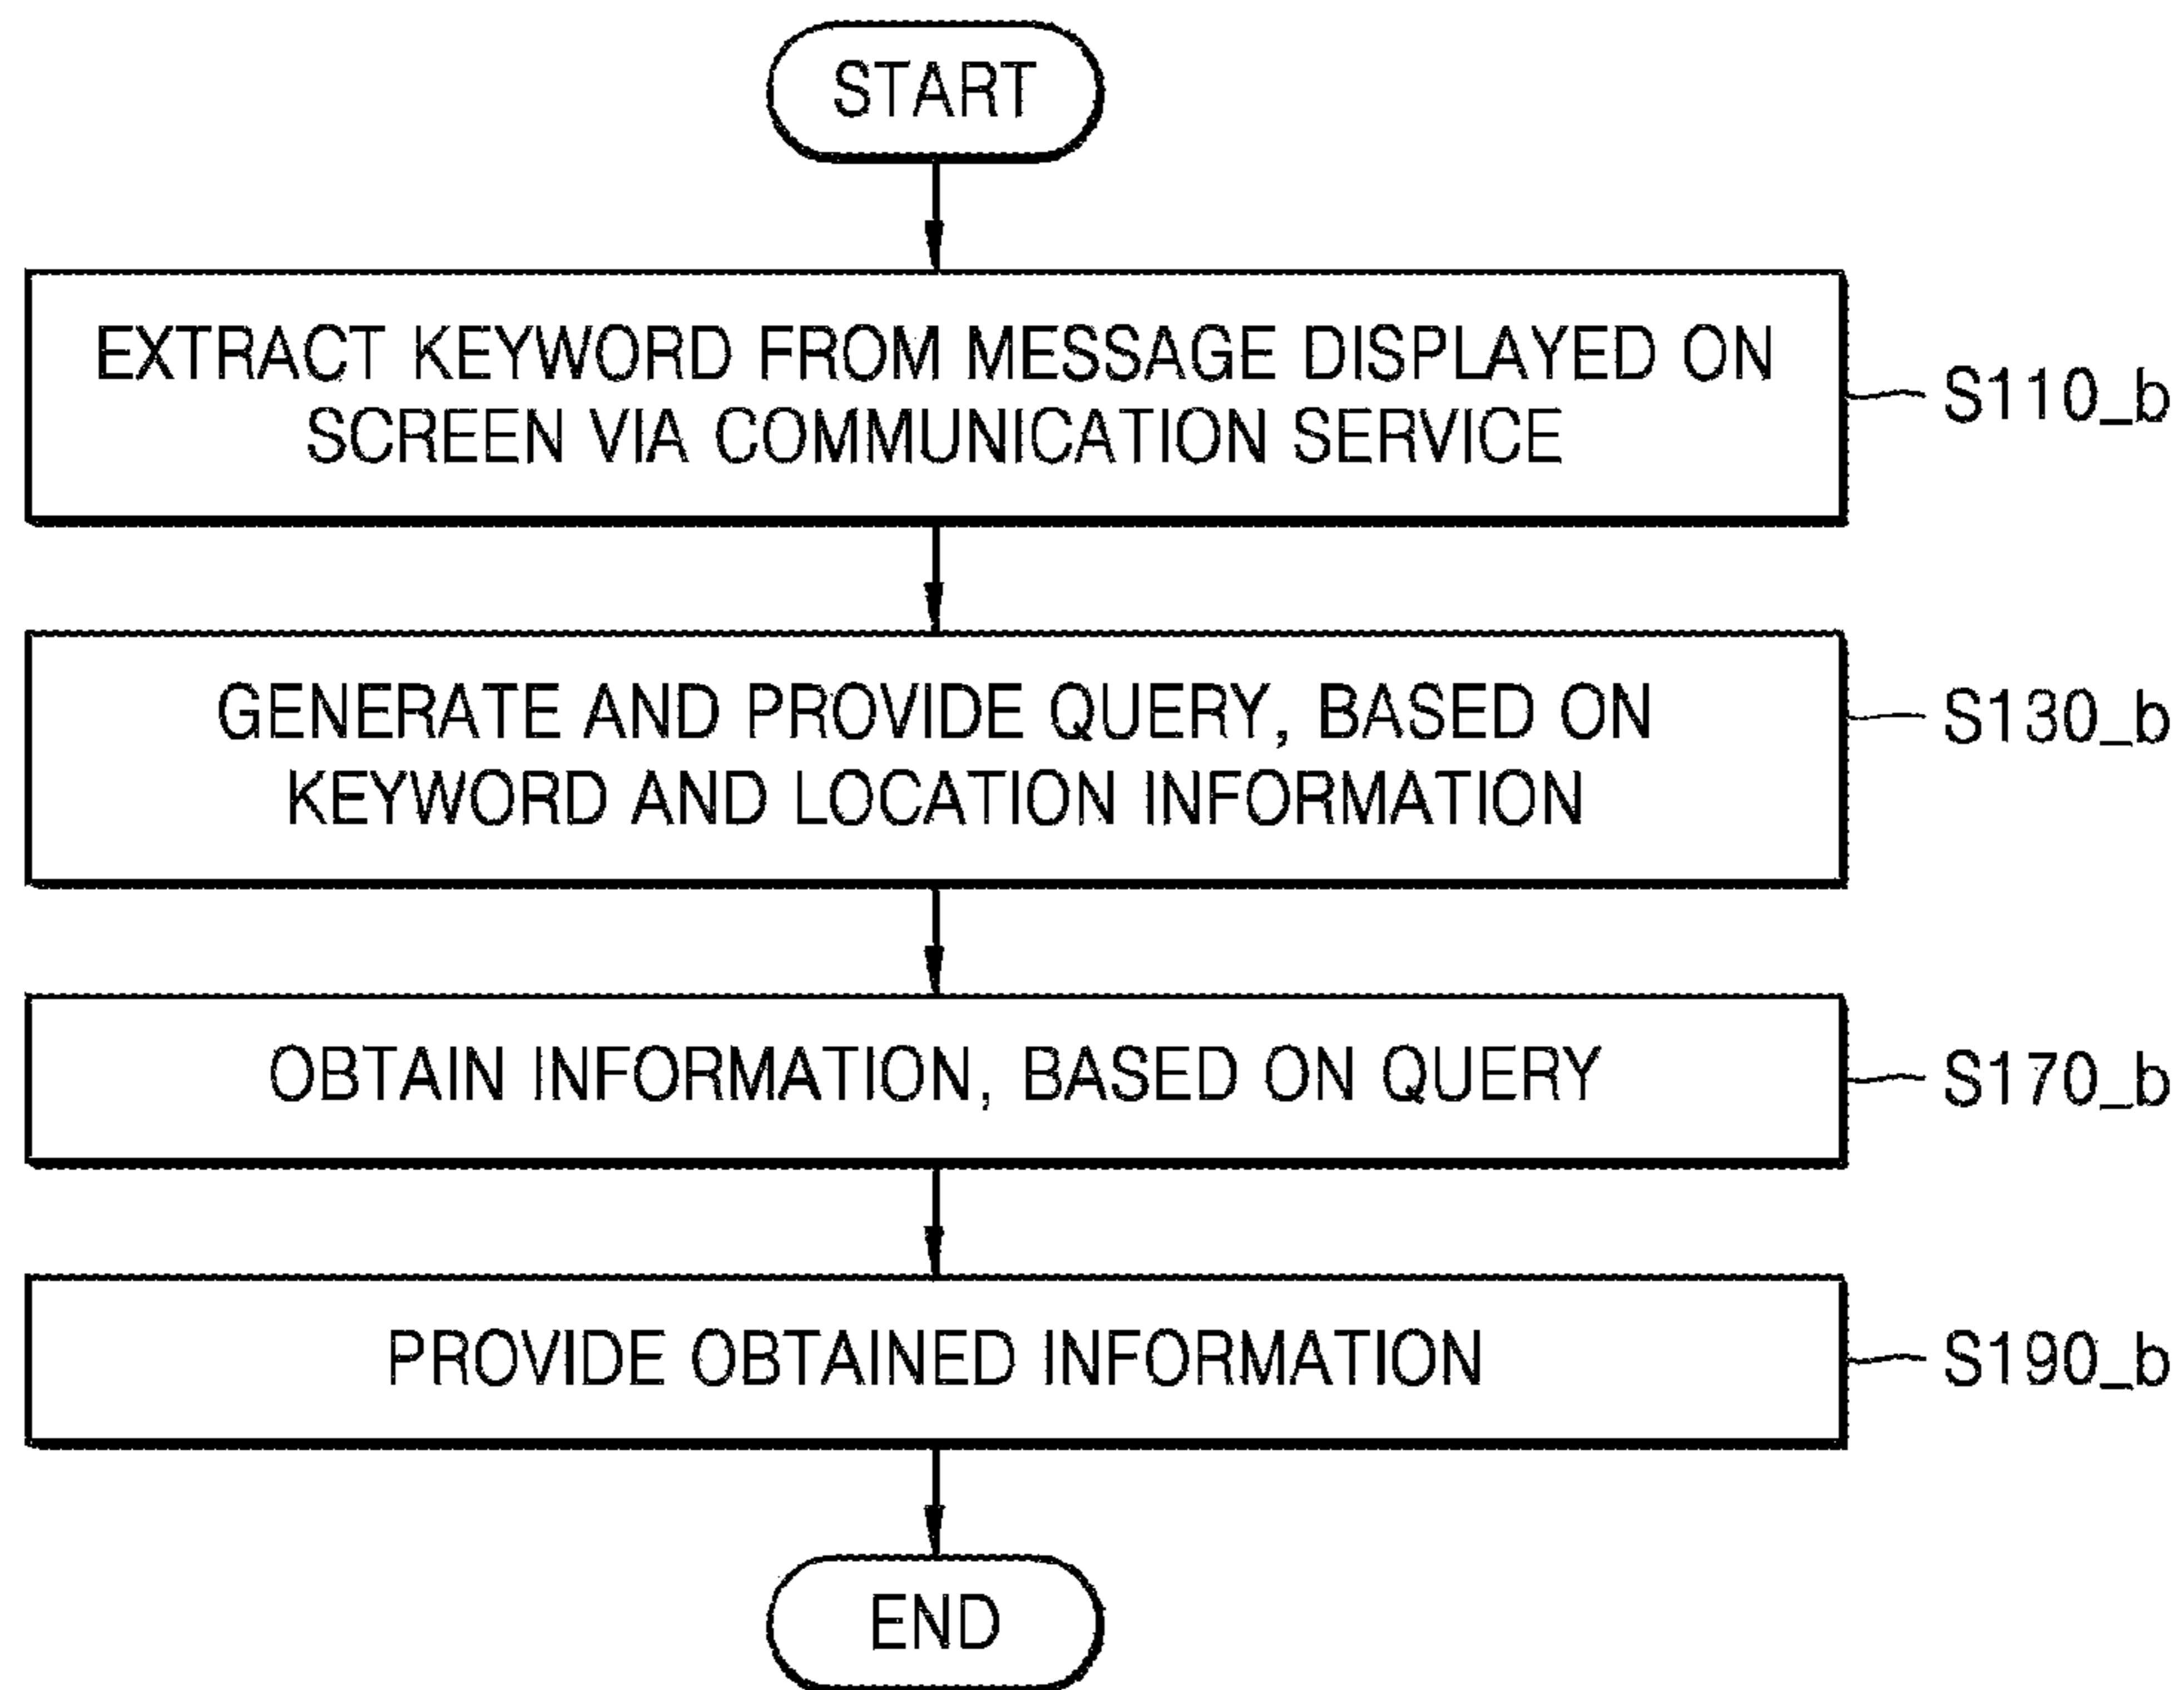 START
EXTRACT KEYWORD FROM MESSAGE DISPLAYED ON
SCREEN VIA COMMUNICATION SERVICE
S110_b
GENERATE AND PROVIDE QUERY, BASED ON
KEYWORD AND LOCATION INFORMATION
S130_b
OBTAIN INFORMATION, BASED ON QUERY
S170_b
PROVIDE OBTAINED INFORMATION
S190_b
END